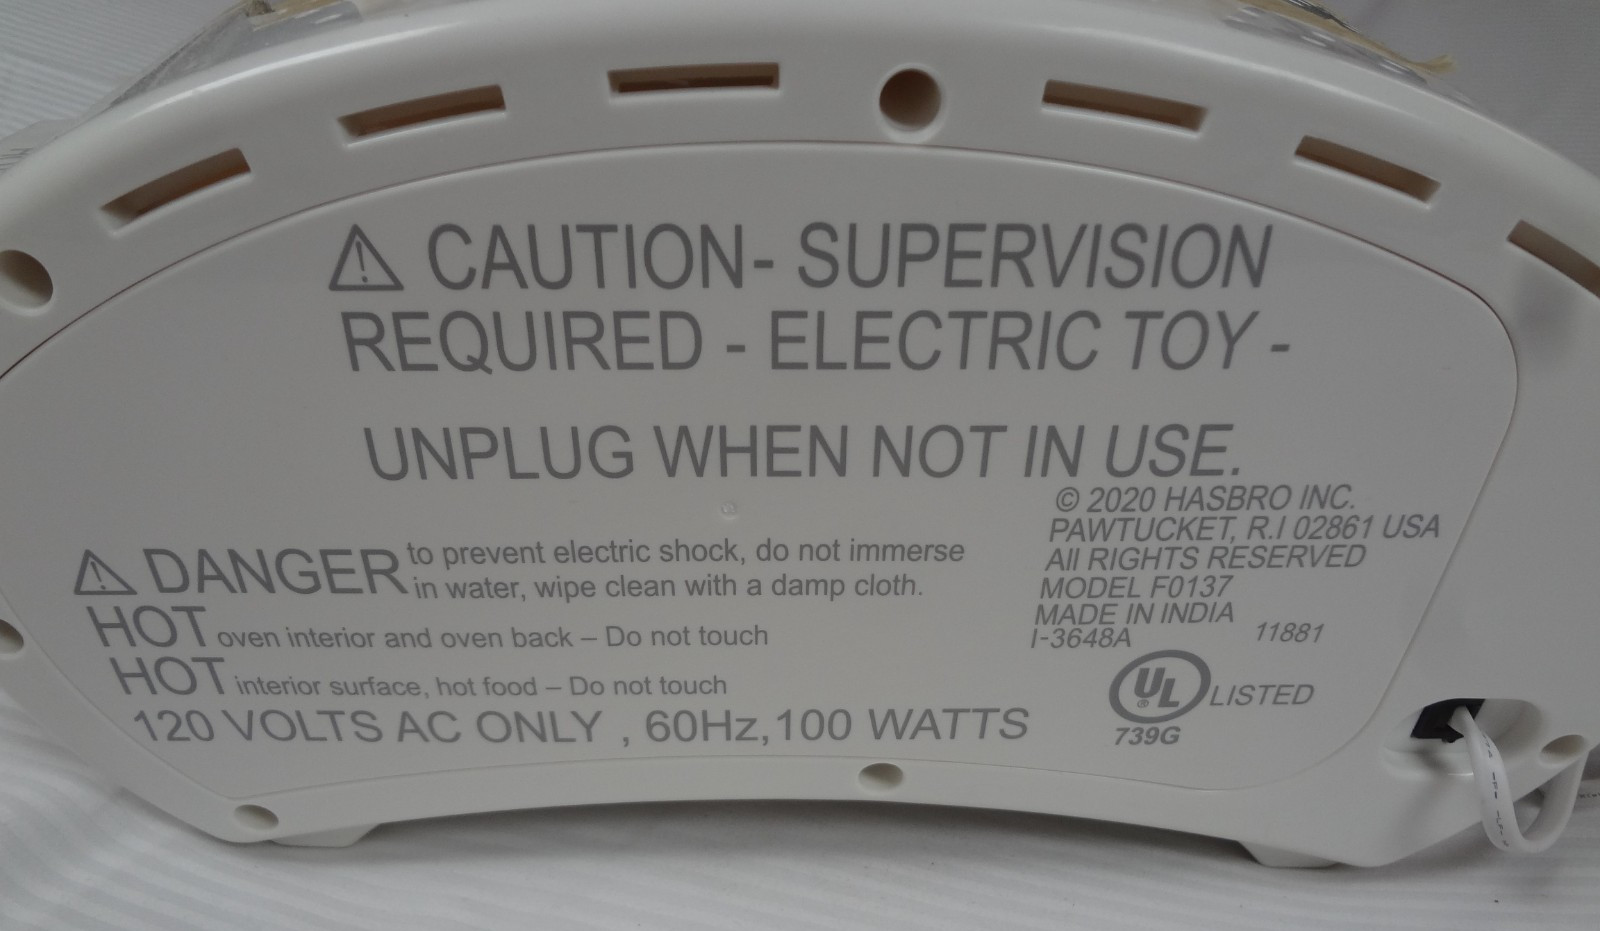 CAUTION- SUPERVISION
REQUIRED - ELECTRIC TOY -
UNPLUG WHEN NOT IN USE.
© 2020 HASBRO INC.
PAWTUCKET, R.I 02861 USA
All RIGHTS RESERVED
MODEL F0137
MADE IN INDIA
I-3648A 11881
DANGER to prevent electric shock, do not immerse
in water, wipe clean with a damp cloth.
HOT oven interior and oven back – Do not touch
HOT interior surface, hot food – Do not touch
120 VOLTS AC ONLY , 60Hz,100 WATTS
UL ® LISTED
739G